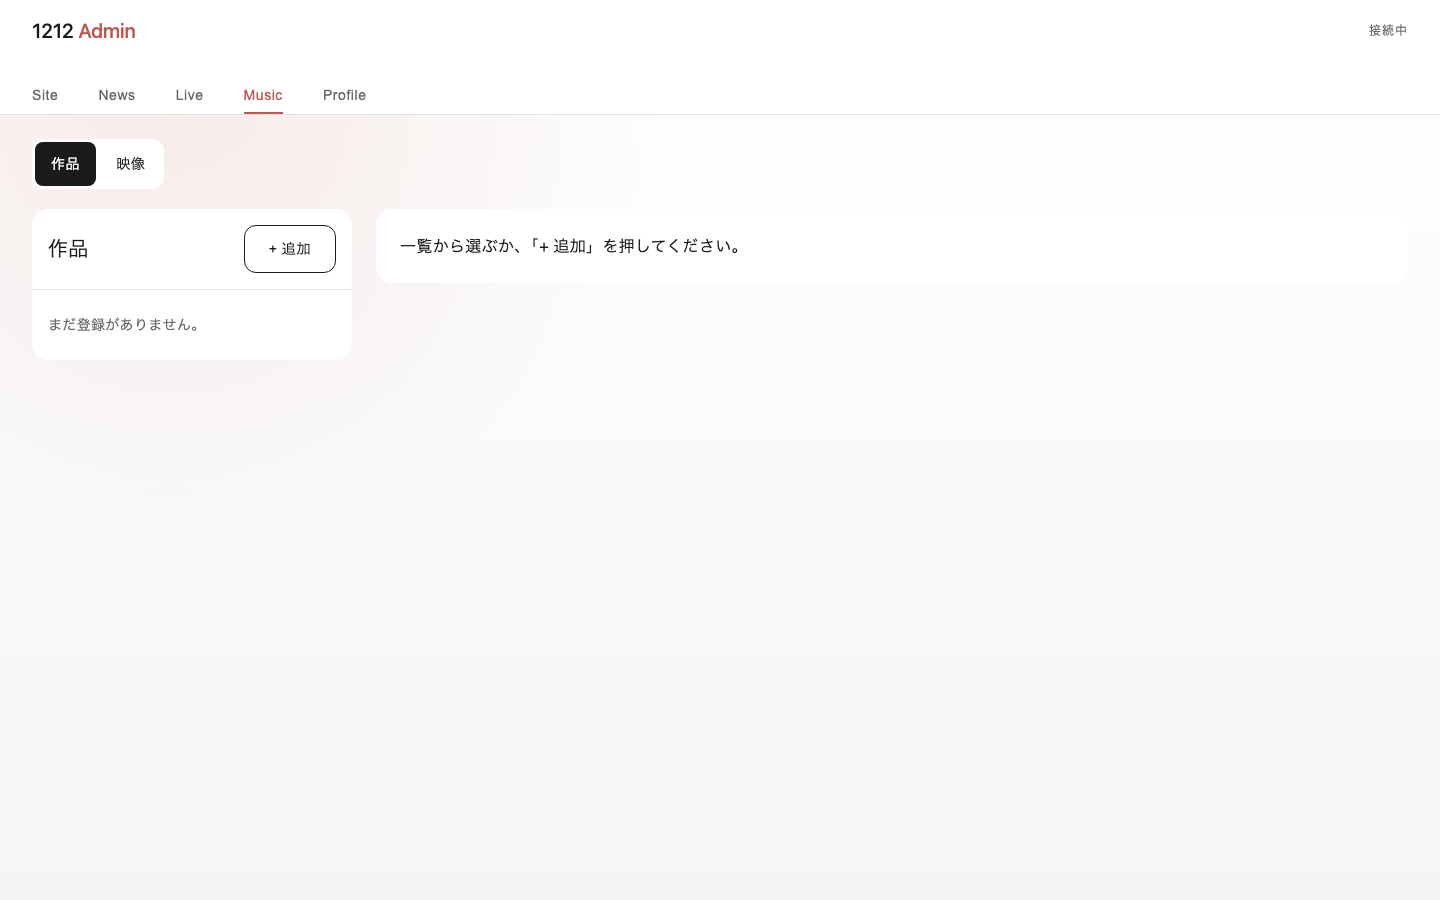 1212 Admin
接続中
Site
News
Live
Music
Profile
作品
映像
作品
+ 追加
まだ登録がありません。
一覧から選ぶか、「+ 追加」を押してください。